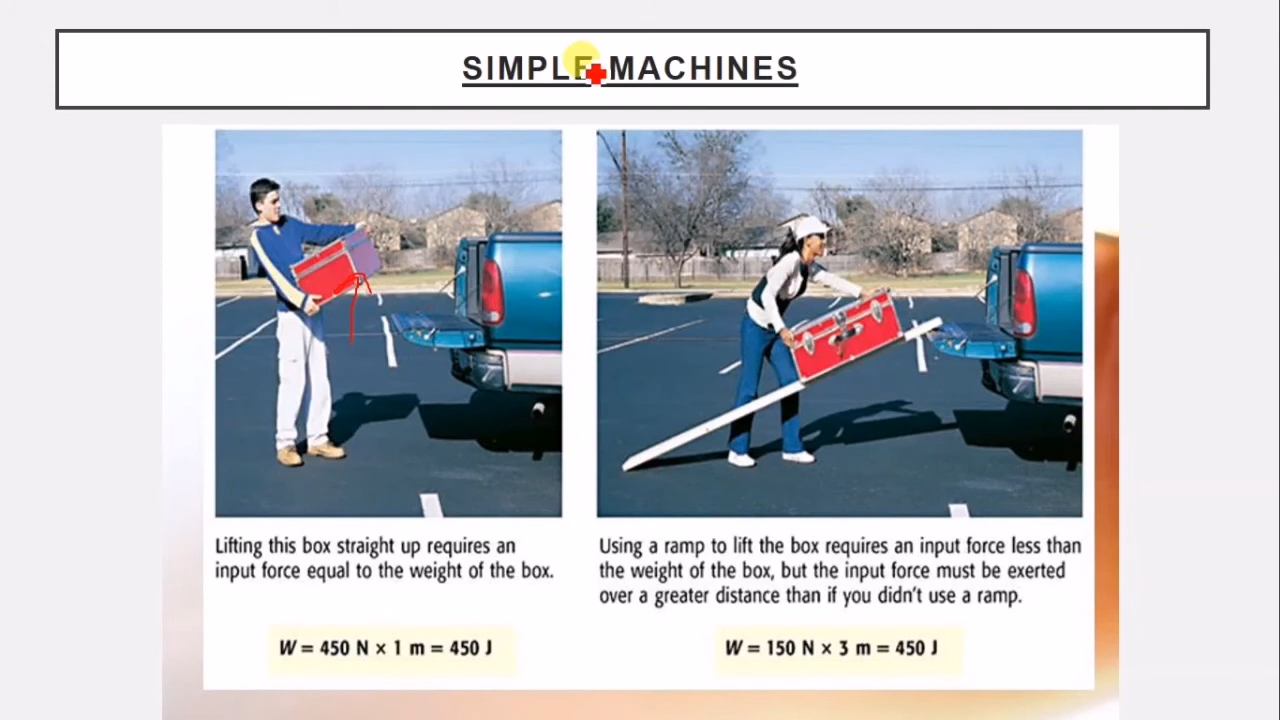 SIMPLE MACHINES
Lifting this box straight up requires an
input force equal to the weight of the box.
W = 450 N × 1 m = 450 J
Using a ramp to lift the box requires an input force less than
the weight of the box, but the input force must be exerted
over a greater distance than if you didn't use a ramp.
W = 150 N × 3 m = 450 J